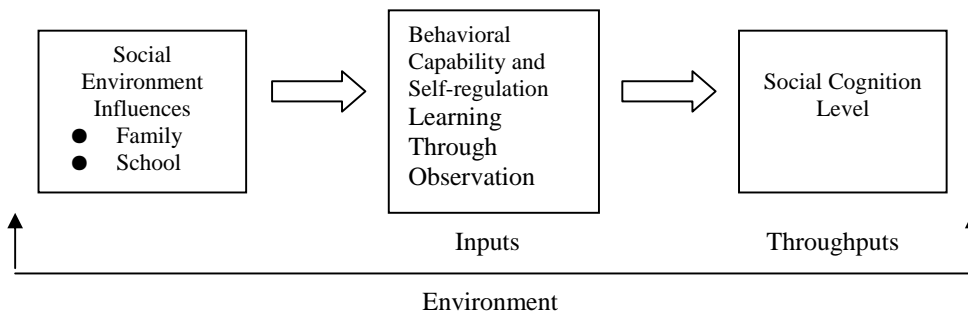 Social
Environment
Influences
● Family
● School
Behavioral
Capability and
Self-regulation
Learning
Through
Observation
Social Cognition
Level
Inputs
Throughputs
Environment